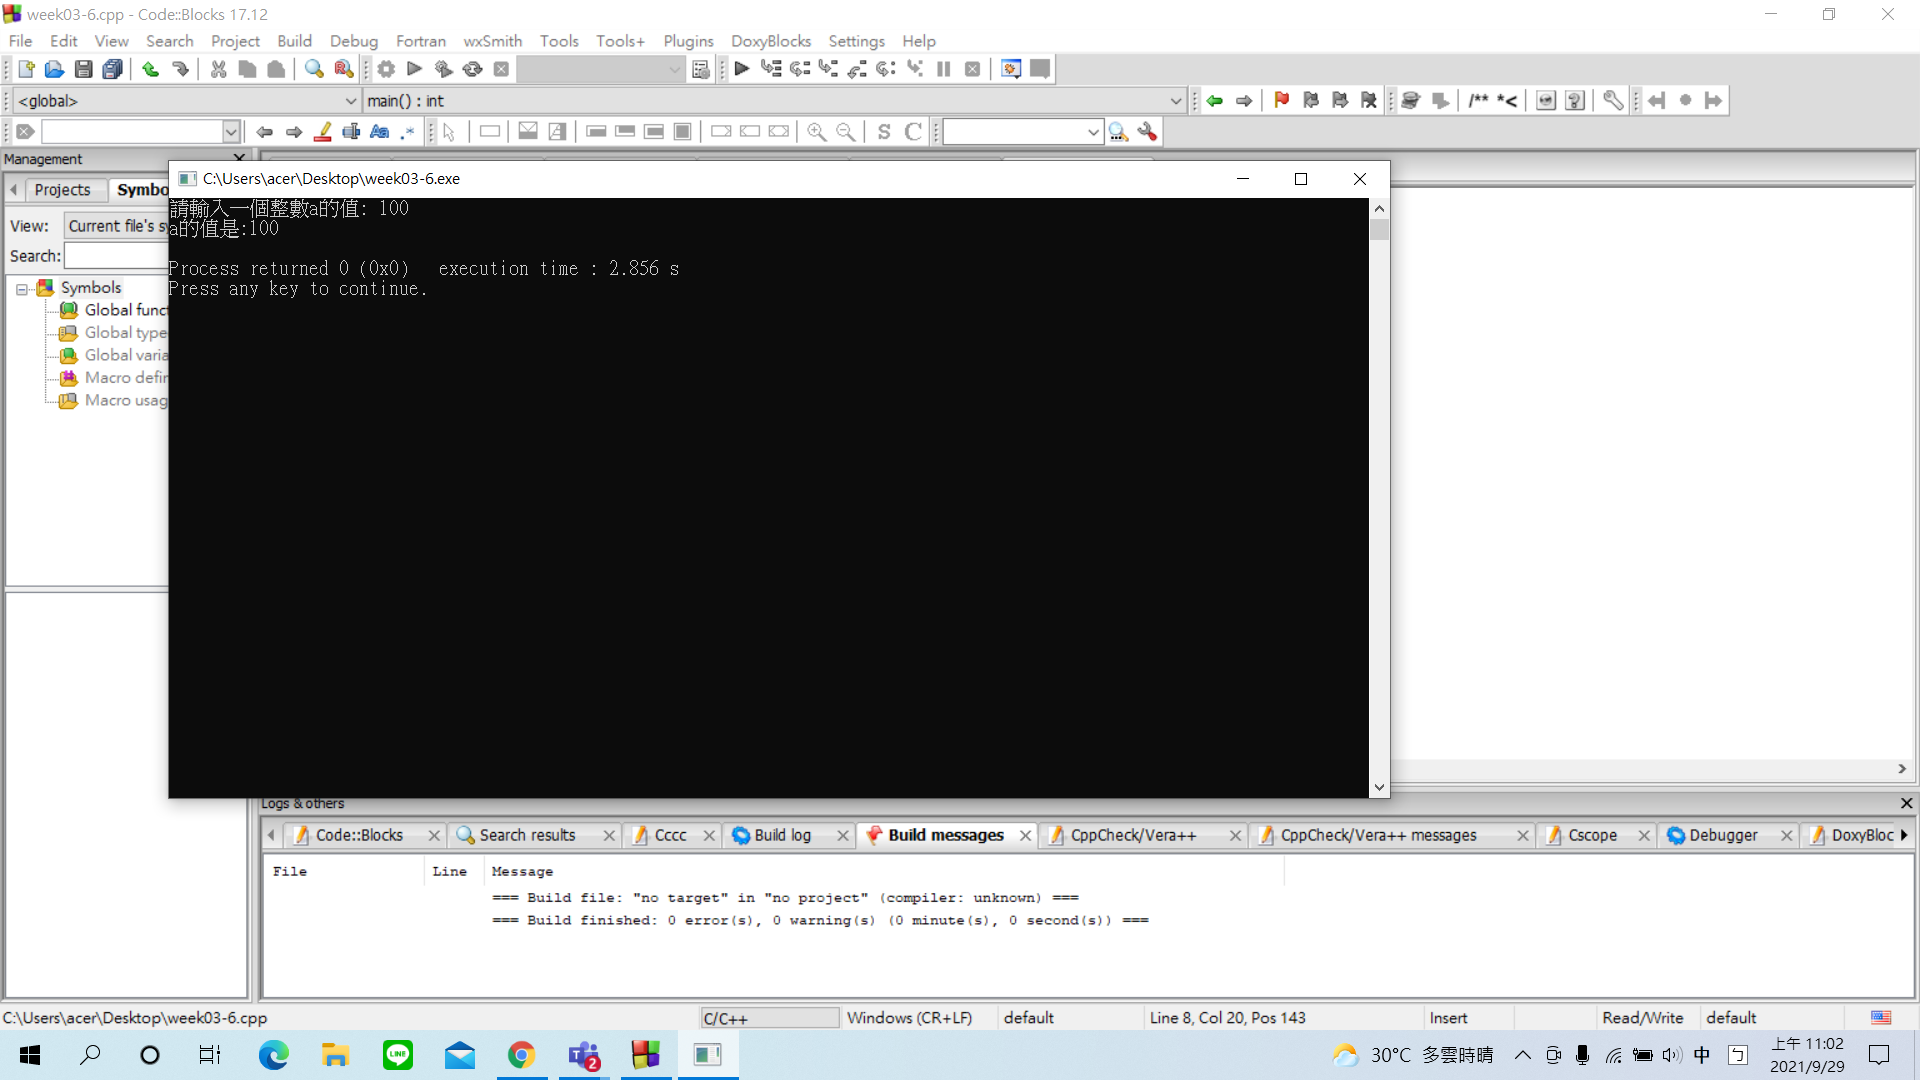 week03-6.cpp - Code::Blocks 17.12
File Edit View Search Project Build Debug Fortran wxSmith Tools Tools+ Plugins DoxyBlocks Settings Help
<global> main() : int
/** *<
Management
Projects Symbo
View: Current file's sy
Search:
Symbols
Global funct
Global type
Global varia
Macro defin
Macro usag
C:\Users\acer\Desktop\week03-6.exe
請輸入一個整數a的值: 100
a的值是:100
Process returned 0 (0x0)   execution time : 2.856 s
Press any key to continue.
Logs & others
Code::Blocks Search results Cccc Build log Build messages CppCheck/Vera++ CppCheck/Vera++ messages Cscope Debugger DoxyBloc
File Line Message
=== Build file: "no target" in "no project" (compiler: unknown) ===
=== Build finished: 0 error(s), 0 warning(s) (0 minute(s), 0 second(s)) ===
C:\Users\acer\Desktop\week03-6.cpp C/C++ Windows (CR+LF) default Line 8, Col 20, Pos 143 Insert Read/Write default
LINE 2 30°C 多雲時晴 中 上午 11:02
2021/9/29